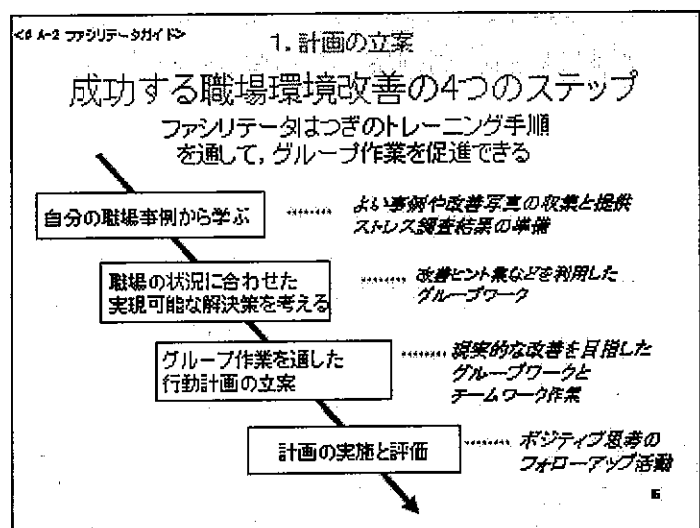 <6 A-2 ファシリテータガイド>
1. 計画の立案
成功する職場環境改善の4つのステップ
ファシリテータはつぎのトレーニング手順
を通して，グループ作業を促進できる
自分の職場事例から学ぶ
よい事例や改善写真の収集と提供
ストレス調査結果の準備
職場の状況に合わせた
実現可能な解決策を考える
改善ヒント集などを利用した
グループワーク
グループ作業を通した
行動計画の立案
現実的な改善を目指した
グループワークと
チームワーク作業
計画の実施と評価
ポジティブ思考の
フォローアップ活動
6